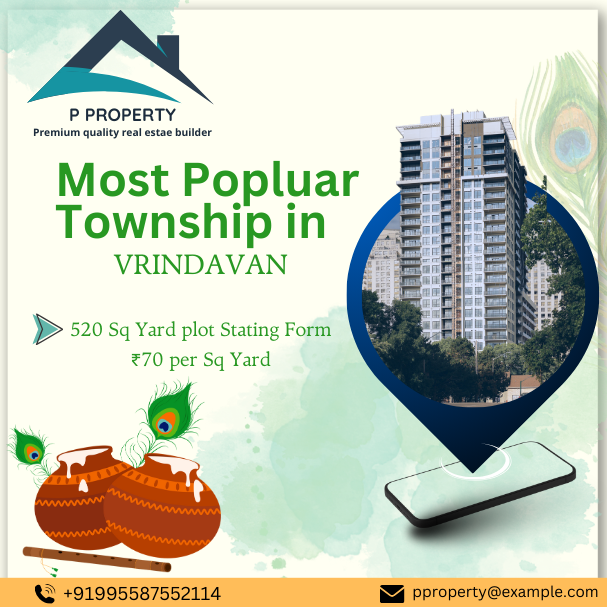 P PROPERTY
Premium quality real estae builder
Most Popluar
Township in
VRINDAVAN
520 Sq Yard plot Stating Form
₹70 per Sq Yard
+91995587552114
pproperty@example.com